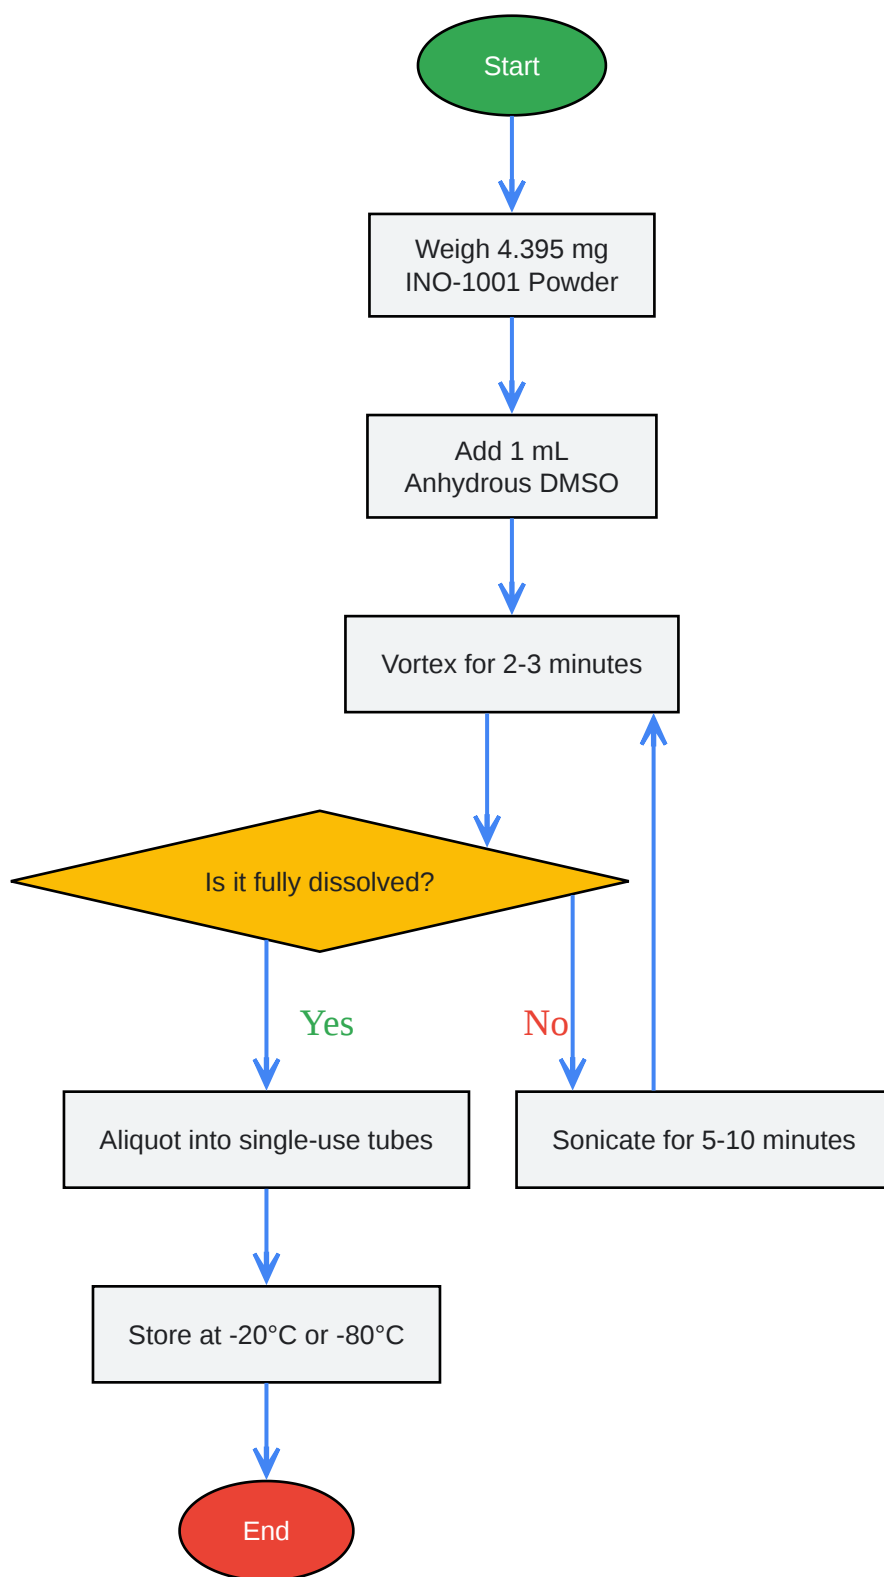 Start
Weigh 4.395 mg
INO-1001 Powder
Add 1 mL
Anhydrous DMSO
Vortex for 2-3 minutes
Is it fully dissolved?
Yes
No
Aliquot into single-use tubes
Sonicate for 5-10 minutes
Store at -20°C or -80°C
End